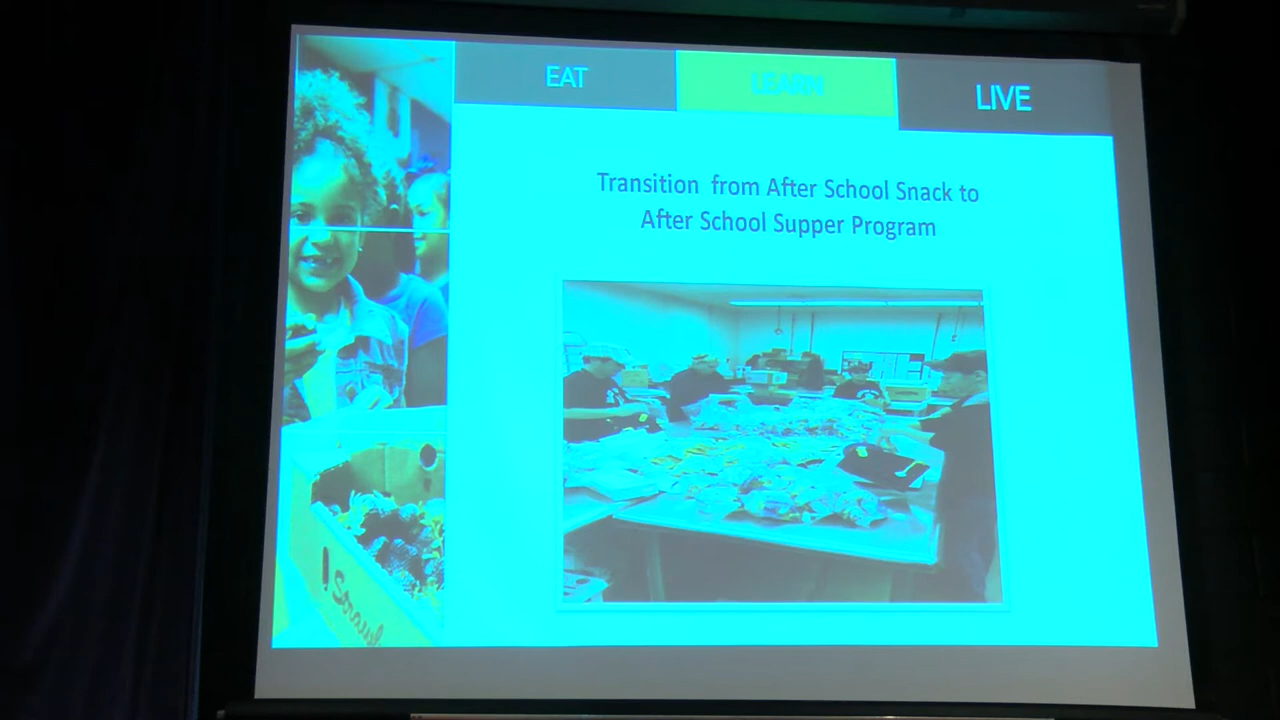 EAT
LEARN
LIVE
Transition from After School Snack to
After School Supper Program